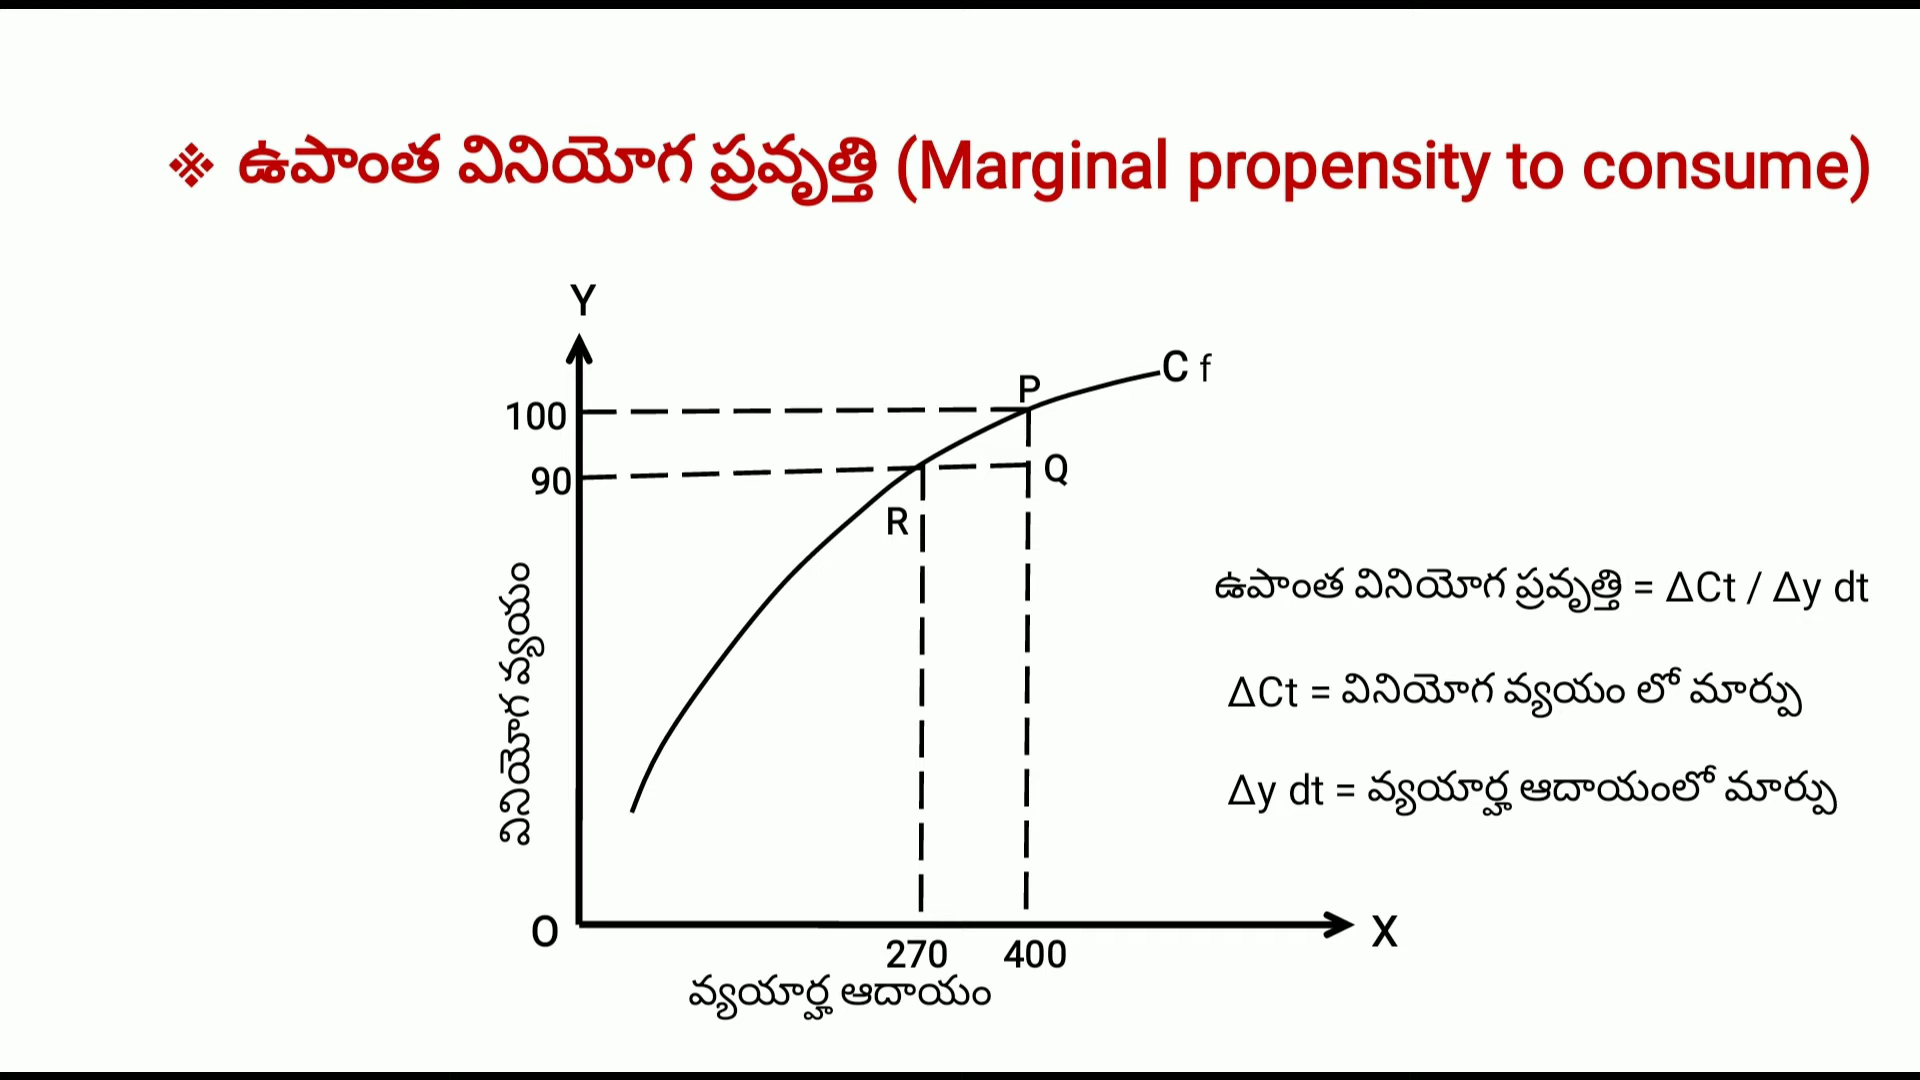 ❖ ఉపాంత వినియోగ ప్రవృత్తి (Marginal propensity to consume)
Y
C f
P
100
90
Q
R
వినియోగ వ్యయం
ఉపాంత వినియోగ ప్రవృత్తి = ΔCt / Δy dt
ΔCt = వినియోగ వ్యయం లో మార్పు
Δy dt = వ్యయార్హ ఆదాయంలో మార్పు
O
X
270 400
వ్యయార్హ ఆదాయం